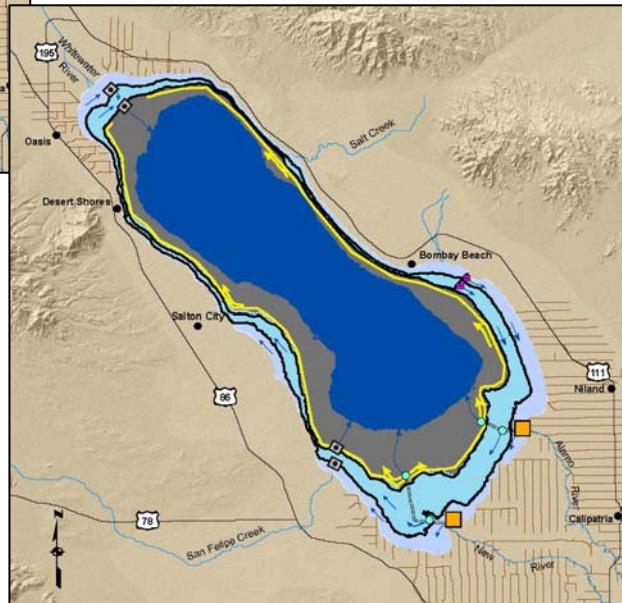 195
Whitewater
River
a
Oasis
Salt Creek
Desert Shores
Bombay Beach
Salton City
111
Niland
86
Alamo
River
78
San Felipe Creek
Calipatria
New
River